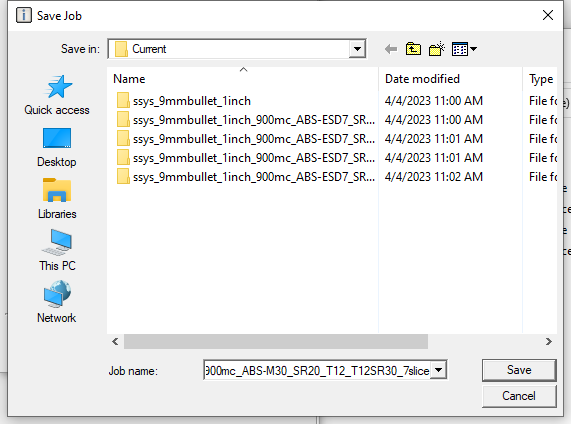 Save Job
Save in: Current
Name Date modified Type
ssys_9mmbullet_1inch 4/4/2023 11:00 AM File fo
ssys_9mmbullet_1inch_900mc_ABS-ESD7_SR... 4/4/2023 11:00 AM File fo
ssys_9mmbullet_1inch_900mc_ABS-ESD7_SR... 4/4/2023 11:01 AM File fo
ssys_9mmbullet_1inch_900mc_ABS-ESD7_SR... 4/4/2023 11:01 AM File fo
ssys_9mmbullet_1inch_900mc_ABS-ESD7_SR... 4/4/2023 11:02 AM File fo
Quick access
Desktop
Libraries
This PC
Network
Job name: 900mc_ABS-M30_SR20_T12_T12SR30_7slice
Save
Cancel